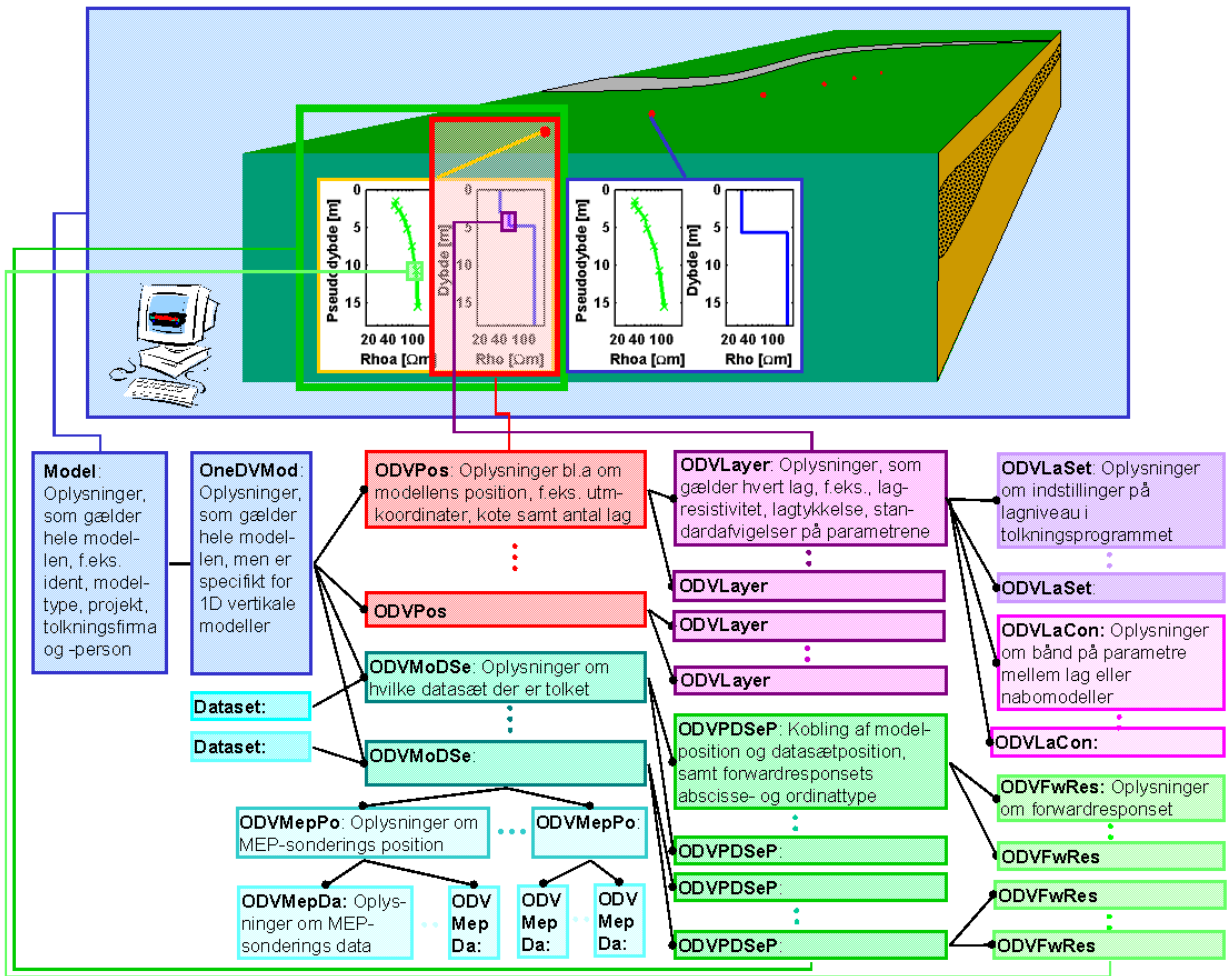 0
5
10
15
Pseudodybde [m]
20 40 100
Rhoa [Ωm]
0
5
10
15
Dybde [m]
20 40 100
Rho [Ωm]
0
5
10
15
Pseudodybde [m]
20 40 100
Rhoa [Ωm]
0
5
10
15
Dybde [m]
20 40 100
Rho [Ωm]
Model:
Oplysninger,
som gælder
hele model-
len, f.eks.
ident, model-
type, projekt,
tolkningsfirma
og -person
OneDVMod:
Oplysninger,
som gælder
hele model-
len, men er
specifikt for
1D vertikale
modeller
Dataset:
Dataset:
ODVPos: Oplysninger bl.a om
modellens position, f.eks. utm-
koordinater, kote samt antal lag
ODVPos
ODVMoDSe: Oplysninger om
hvilke datasæt der er tolket
ODVMoDSe:
ODVMepPo: Oplysninger om
MEP-sonderings position
ODVMepPo:
ODVMepDa: Oplys-
ninger om MEP-
sonderings data
ODV
Mep
Da:
ODV
Mep
Da:
ODV
Mep
Da:
ODVLayer: Oplysninger, som
gælder hvert lag, f.eks., lag-
resistivitet, lagtykkelse, stan-
dardafvigelser på parametrene
ODVLayer
ODVLayer
ODVLayer
ODVPDSeP: Kobling af model-
position og datasætposition,
samt forwardresponsets
abscisse- og ordinattype
ODVPDSeP:
ODVPDSeP:
ODVPDSeP:
ODVLaSet: Oplysninger
om indstillinger på
lagniveau i
tolkningsprogrammet
ODVLaSet:
ODVLaCon: Oplysninger
om bånd på parametre
mellem lag eller
nabomodeller
ODVLaCon:
ODVFwRes: Oplysninger
om forwardresponset
ODVFwRes
ODVFwRes
ODVFwRes